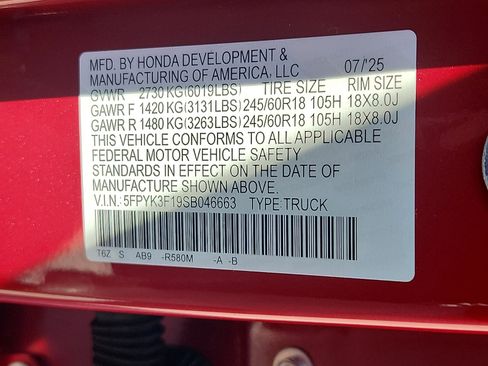 MFD. BY HONDA DEVELOPMENT &
MANUFACTURING OF AMERICA, LLC 07/'25
GVWR 2730 KG(6019LBS) TIRE SIZE RIM SIZE
GAWR F 1420 KG(3131LBS) 245/60R18 105H 18X8.0J
GAWR R 1480 KG(3263LBS) 245/60R18 105H 18X8.0J
THIS VEHICLE CONFORMS TO ALL APPLICABLE
FEDERAL MOTOR VEHICLE SAFETY
STANDARDS IN EFFECT ON THE DATE OF
MANUFACTURE SHOWN ABOVE.
V.I.N.: 5FPYK3F19SB046663 TYPE:TRUCK
T6Z S AB9 -R580M -A -B